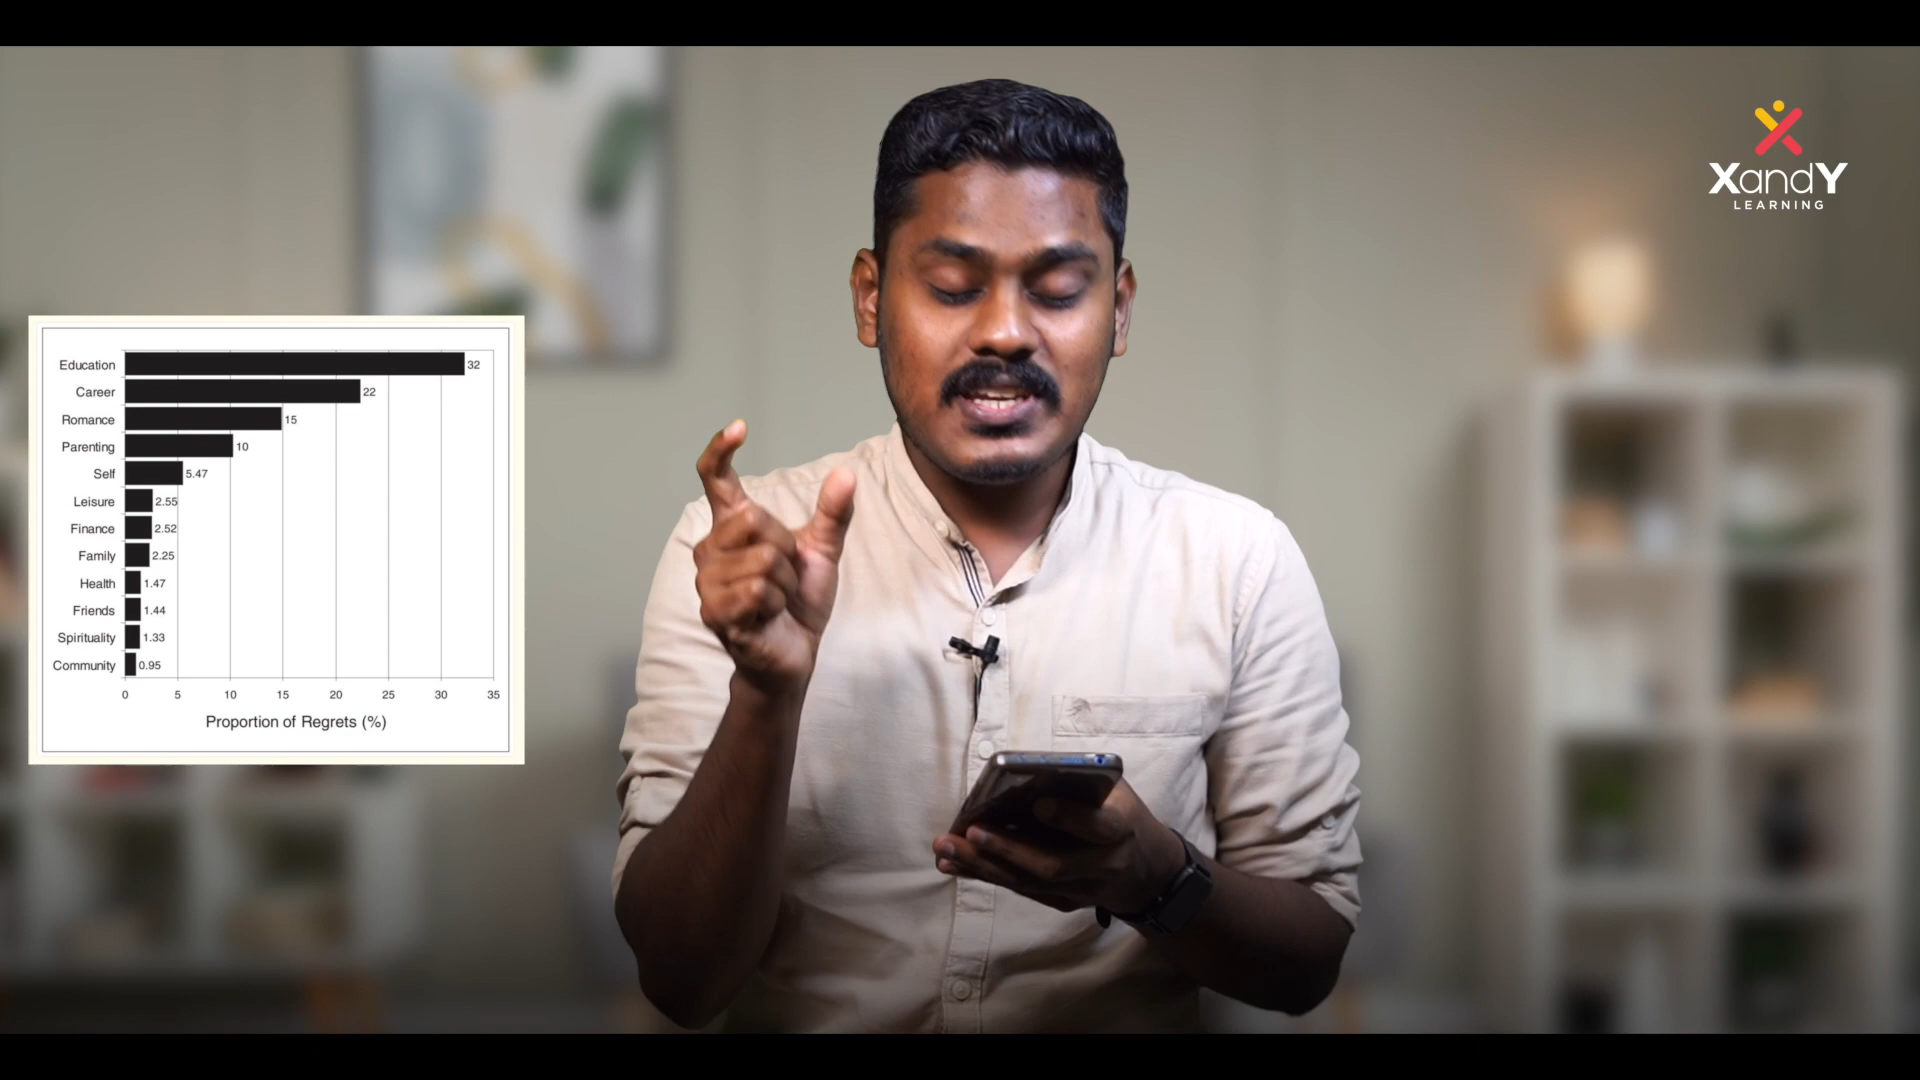 XandY
LEARNING
Education 32
Career 22
Romance 15
Parenting 10
Self 5.47
Leisure 2.55
Finance 2.52
Family 2.25
Health 1.47
Friends 1.44
Spirituality 1.33
Community 0.95
0 5 10 15 20 25 30 35
Proportion of Regrets (%)